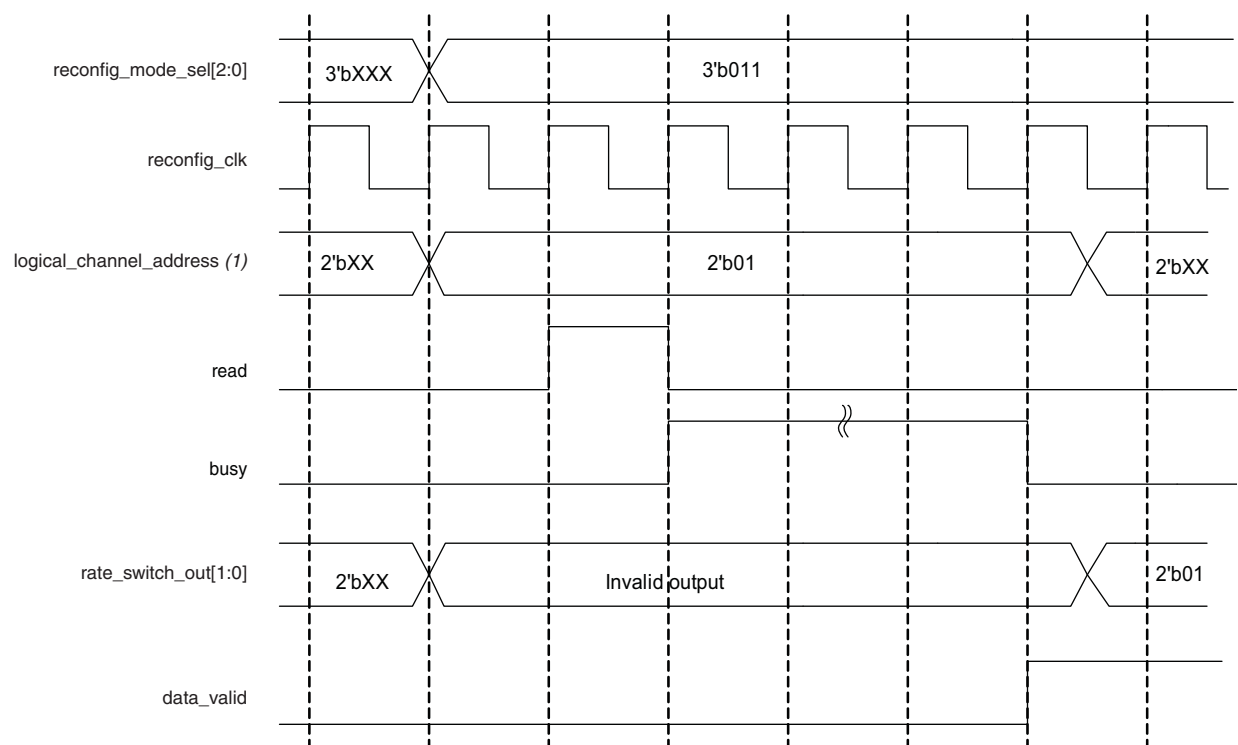 reconfig_mode_sel[2:0]
3'bXXX
3'b011
reconfig_clk
logical_channel_address (1)
2'bXX
2'b01
2'bXX
read
busy
rate_switch_out[1:0]
2'bXX
Invalid output
2'b01
data_valid